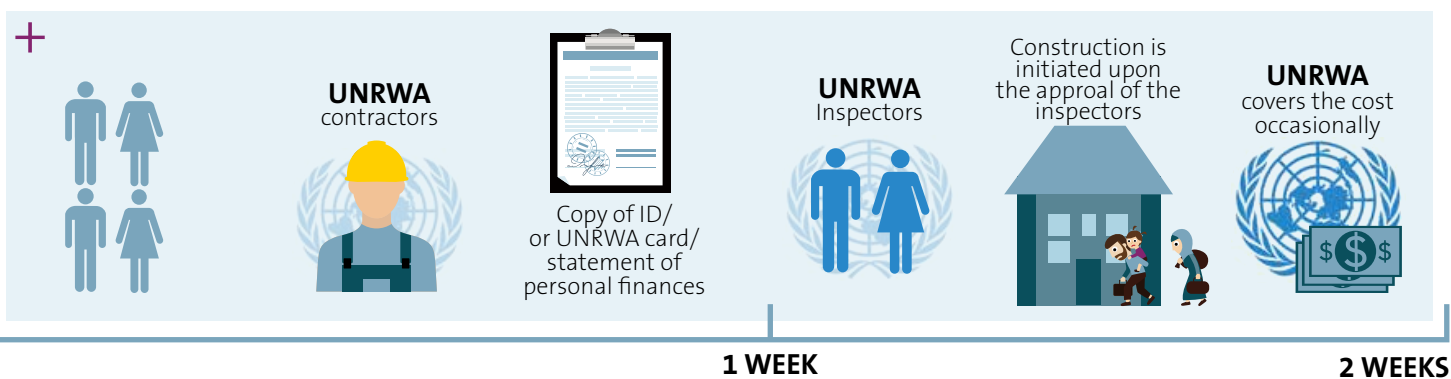 +
UNRWA
contractors
Copy of ID/
or UNRWA card/
statement of
personal finances
UNRWA
Inspectors
Construction is
initiated upon
the approal of the
inspectors
UNRWA
covers the cost
occasionally
$ $ $
1 WEEK
2 WEEKS